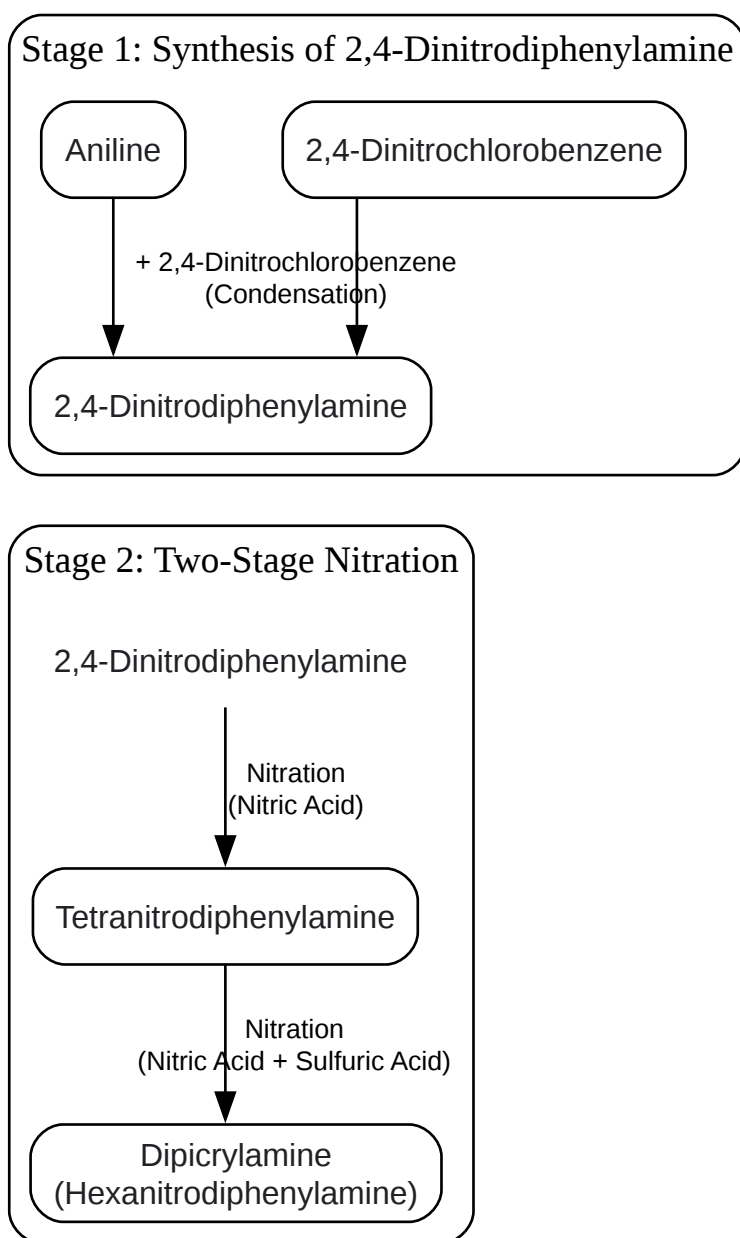 Stage 1: Synthesis of 2,4-Dinitrodiphenylamine
Aniline
2,4-Dinitrochlorobenzene
+ 2,4-Dinitrochlorobenzene
(Condensation)
2,4-Dinitrodiphenylamine
Stage 2: Two-Stage Nitration
2,4-Dinitrodiphenylamine
Nitration
(Nitric Acid)
Tetranitrodiphenylamine
Nitration
(Nitric Acid + Sulfuric Acid)
Dipicrylamine
(Hexanitrodiphenylamine)